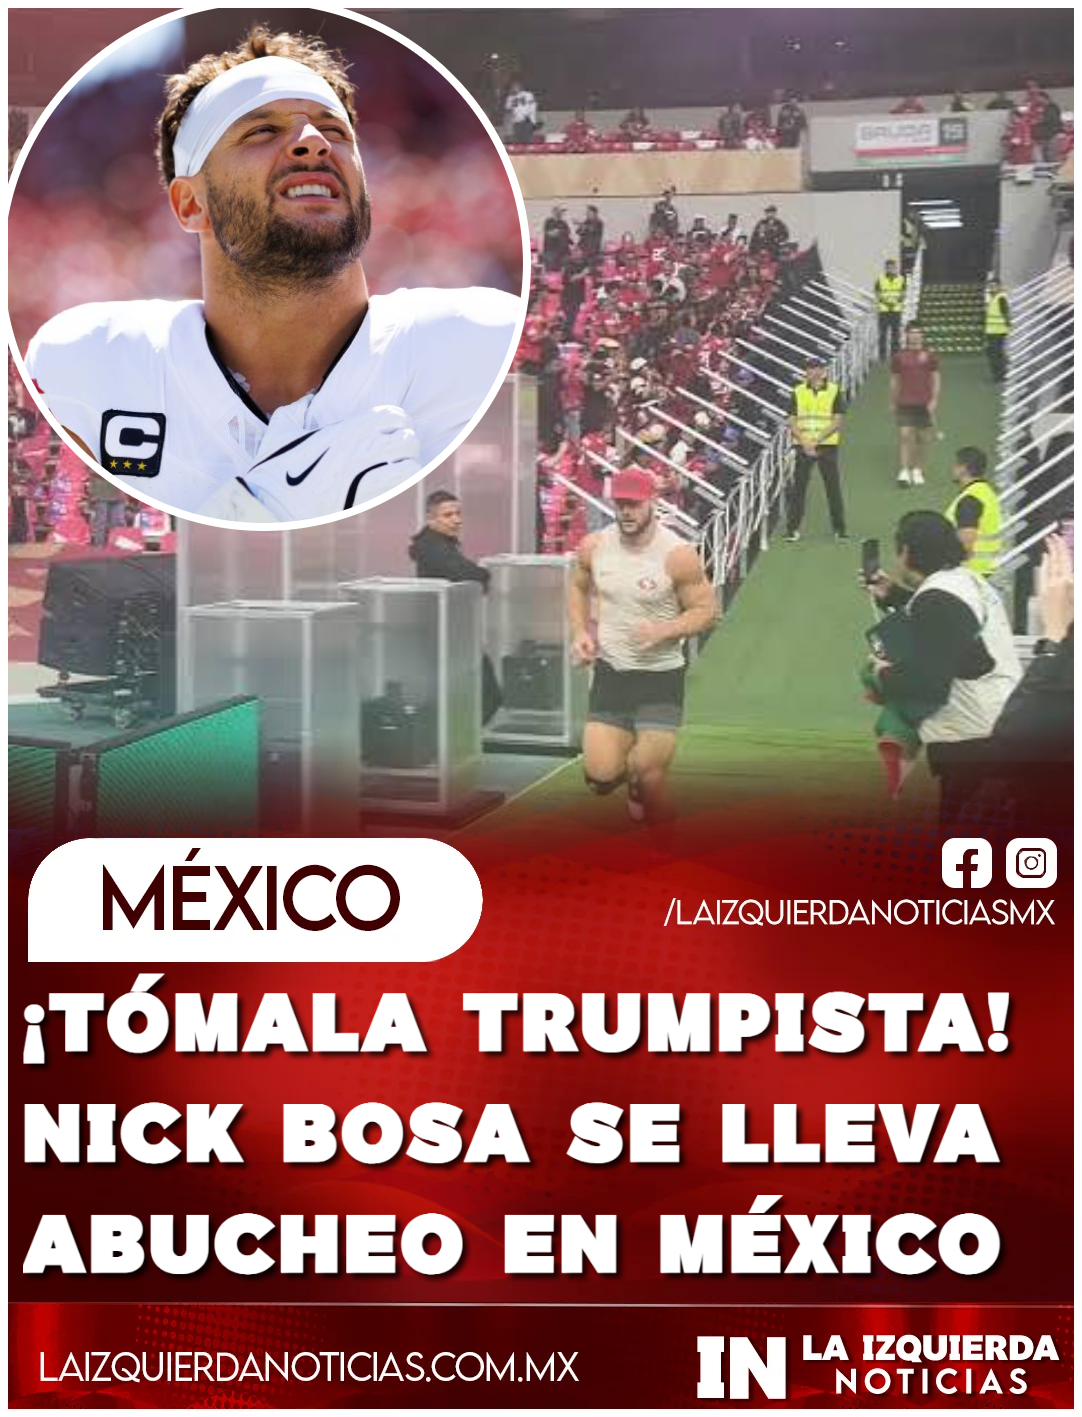 C
MÉXICO
/LAIZQUIERDANOTICIASMX
¡TÓMALA TRUMPISTA!
NICK BOSA SE LLEVA
ABUCHEO EN MÉXICO
LAIZQUIERDANOTICIAS.COM.MX
IN LA IZQUIERDA
NOTICIAS